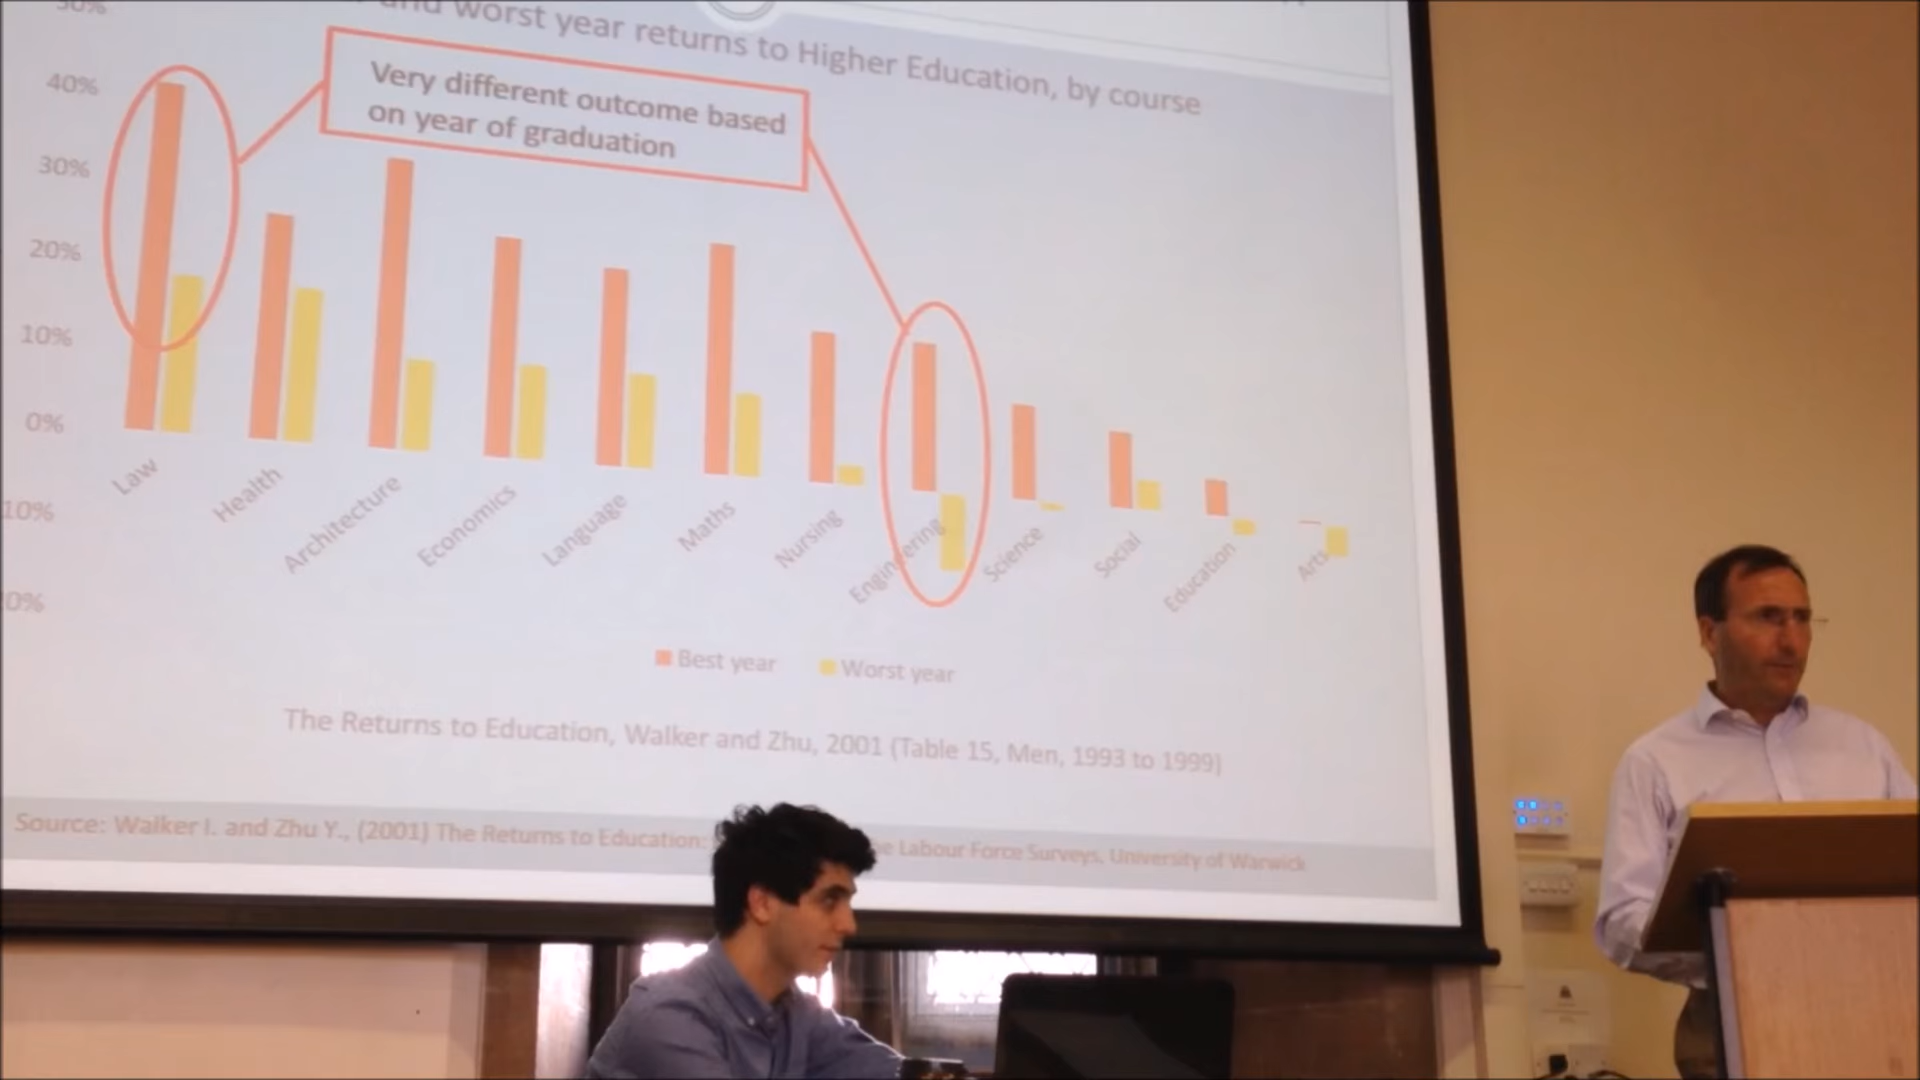 worst year returns to Higher Education, by course
Very different outcome based
on year of graduation
40%
30%
20%
10%
0%
10%
0%
Law
Health
Architecture
Economics
Language
Maths
Nursing
Engineering
Science
Social
Education
Arts
Best year
Worst year
The Returns to Education, Walker and Zhu, 2001 (Table 15, Men, 1993 to 1999)
Source: Walker I. and Zhu Y., (2001) The Returns to Education: e Labour Force Surveys, University of Warwick